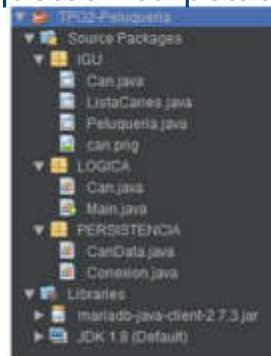 TPO2-Peluqueria
Source Packages
IGU
Can.java
ListaCanes.java
Peluqueria.java
can.png
LOGICA
Can.java
Main.java
PERSISTENCIA
CanData.java
Conexion.java
Libraries
mariadb-java-client-2.7.3.jar
JDK 1.8 (Default)